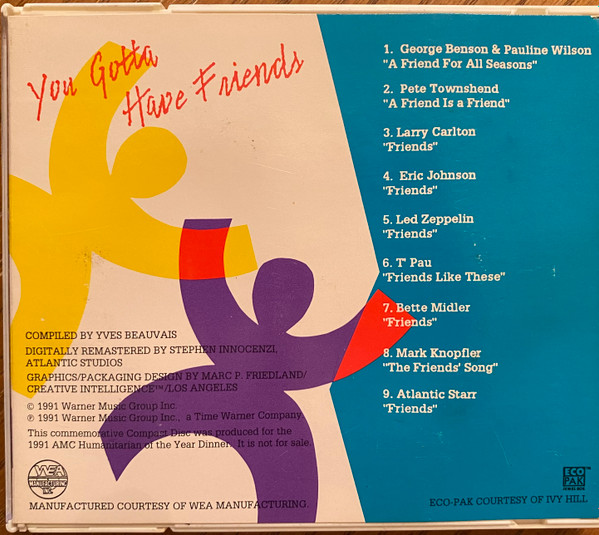 You Gotta
Have Friends
1. George Benson & Pauline Wilson
"A Friend For All Seasons"
2. Pete Townshend
"A Friend Is a Friend"
3. Larry Carlton
"Friends"
4. Eric Johnson
"Friends"
5. Led Zeppelin
"Friends"
6. T' Pau
"Friends Like These"
7. Bette Midler
"Friends"
8. Mark Knopfler
"The Friends' Song"
9. Atlantic Starr
"Friends"
COMPILED BY YVES BEAUVAIS
DIGITALLY REMASTERED BY STEPHEN INNOCENZI,
ATLANTIC STUDIOS
GRAPHICS/PACKAGING DESIGN BY MARC P. FRIEDLAND/
CREATIVE INTELLIGENCE™/LOS ANGELES
© 1991 Warner Music Group Inc.
℗ 1991 Warner Music Group Inc., a Time Warner Company
This commemorative Compact Disc was produced for the
1991 AMC Humanitarian of the Year Dinner. It is not for sale.
WEA
MANUFACTURED COURTESY OF WEA MANUFACTURING.
ECO
PAK
™
ECO-PAK COURTESY OF IVY HILL